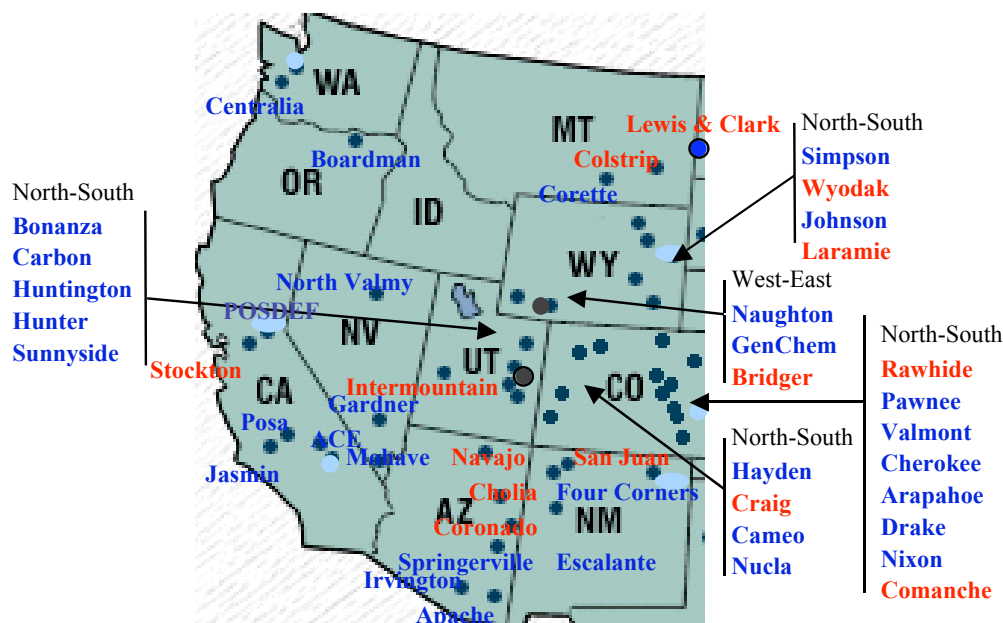 WA
Centralia
Boardman
OR
ID
MT
Lewis & Clark
Colstrip
Corette
WY
North Valmy
POSDEF
NV
Stockton
CA
UT
Intermountain
CO
Gardner
Posa
ACE
Mohave
Jasmin
Navajo
San Juan
Cholia
Four Corners
AZ
Coronado
NM
Springerville
Escalante
Irvington
Apache
North-South
Bonanza
Carbon
Huntington
Hunter
Sunnyside
North-South
Simpson
Wyodak
Johnson
Laramie
West-East
Naughton
GenChem
Bridger
North-South
Hayden
Craig
Cameo
Nucla
North-South
Rawhide
Pawnee
Valmont
Cherokee
Arapahoe
Drake
Nixon
Comanche